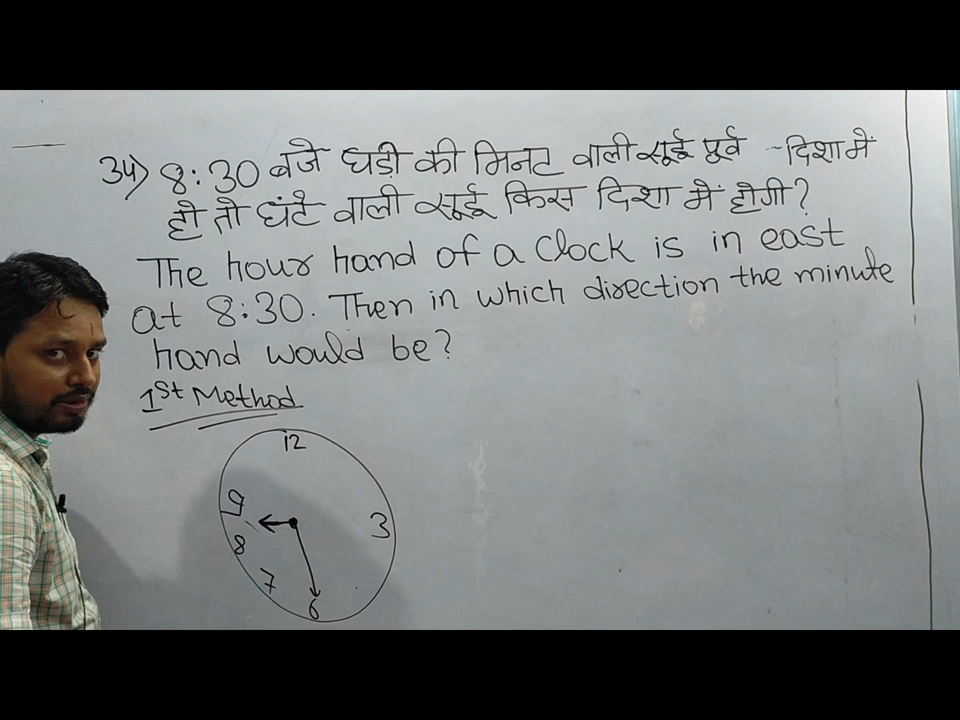 34) 8:30 बजे घड़ी की मिनट वाली सूई पूर्व - दिशा में
हो तो घंटे वाली सूई किस दिशा में होगी?
The hour hand of a clock is in east
at 8:30. Then in which direction the minute
hand would be?
1st Method
12
9
3
8
7
6